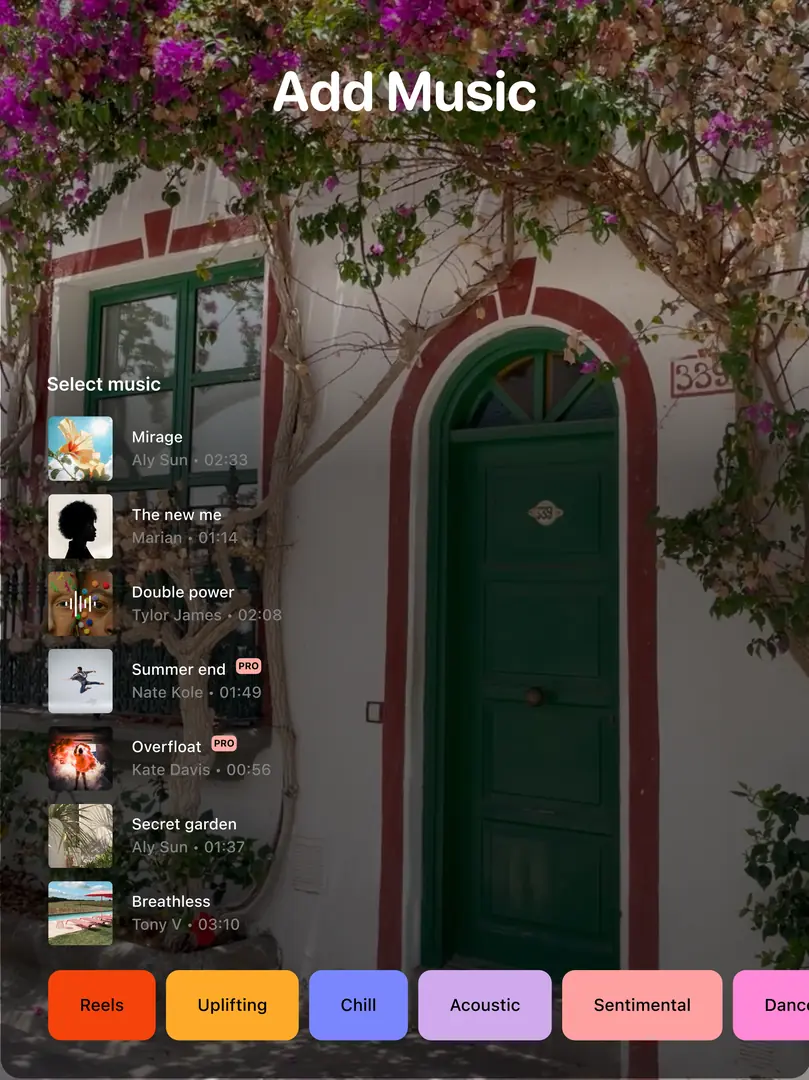 Add Music
339
339
Select music
Mirage
Aly Sun • 02:33
The new me
Marian • 01:14
Double power
Tylor James • 02:08
Summer end PRO
Nate Kole • 01:49
Overfloat PRO
Kate Davis • 00:56
Secret garden
Aly Sun • 01:37
Breathless
Tony V • 03:10
Reels
Uplifting
Chill
Acoustic
Sentimental
Dance